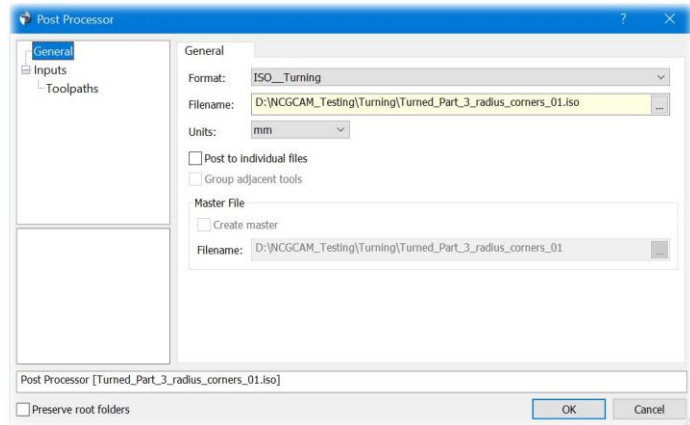 Post Processor
General
Inputs
Toolpaths
General
Format: ISO__Turning
Filename: D:\NCGCAM_Testing\Turning\Turned_Part_3_radius_corners_01.iso ...
Units: mm
Post to individual files
Group adjacent tools
Master File
Create master
Filename: D:\NCGCAM_Testing\Turning\Turned_Part_3_radius_corners_01 ...
Post Processor [Turned_Part_3_radius_corners_01.iso]
Preserve root folders
OK Cancel